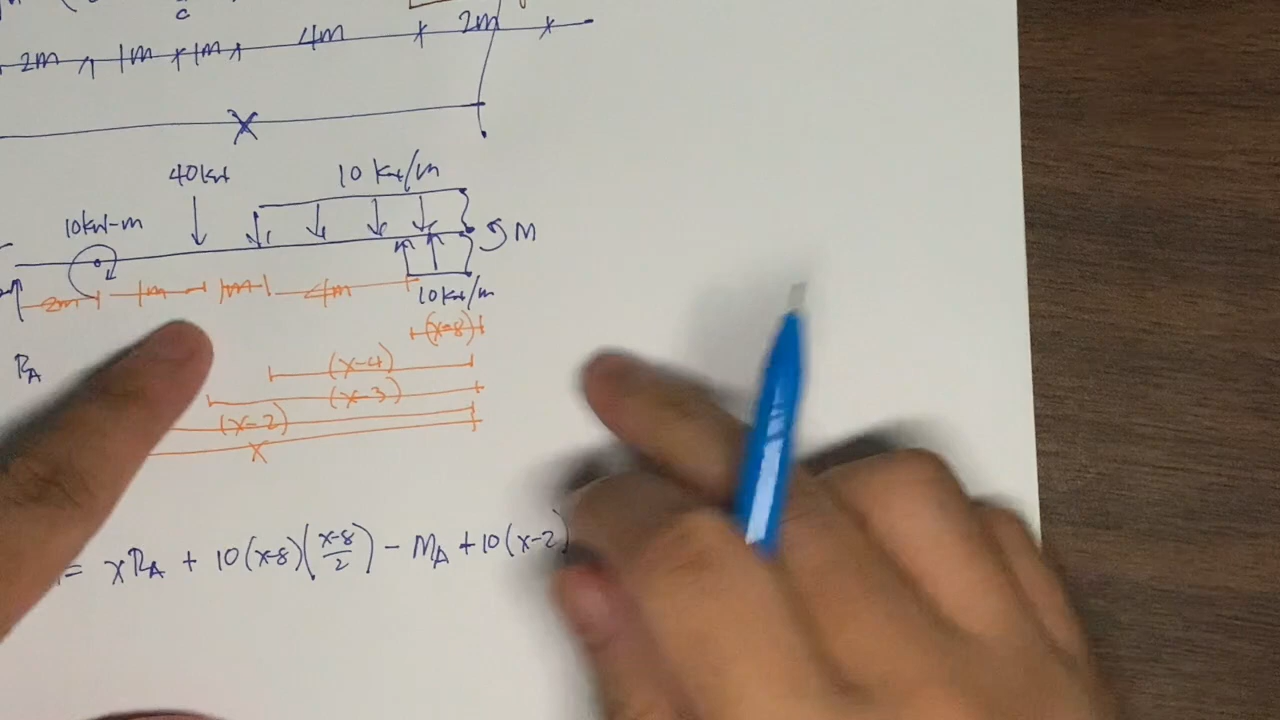 c
2m 1m 1m 4m 2m
x
40kN 10 kN/m
10kN-m
M
2m 1m 1m 4m 10kN/m
(x-8)
RA (x-4)
(x-3)
(x-2)
x
= xRA + 10(x-8)(x-8/2) - MA + 10(x-2)